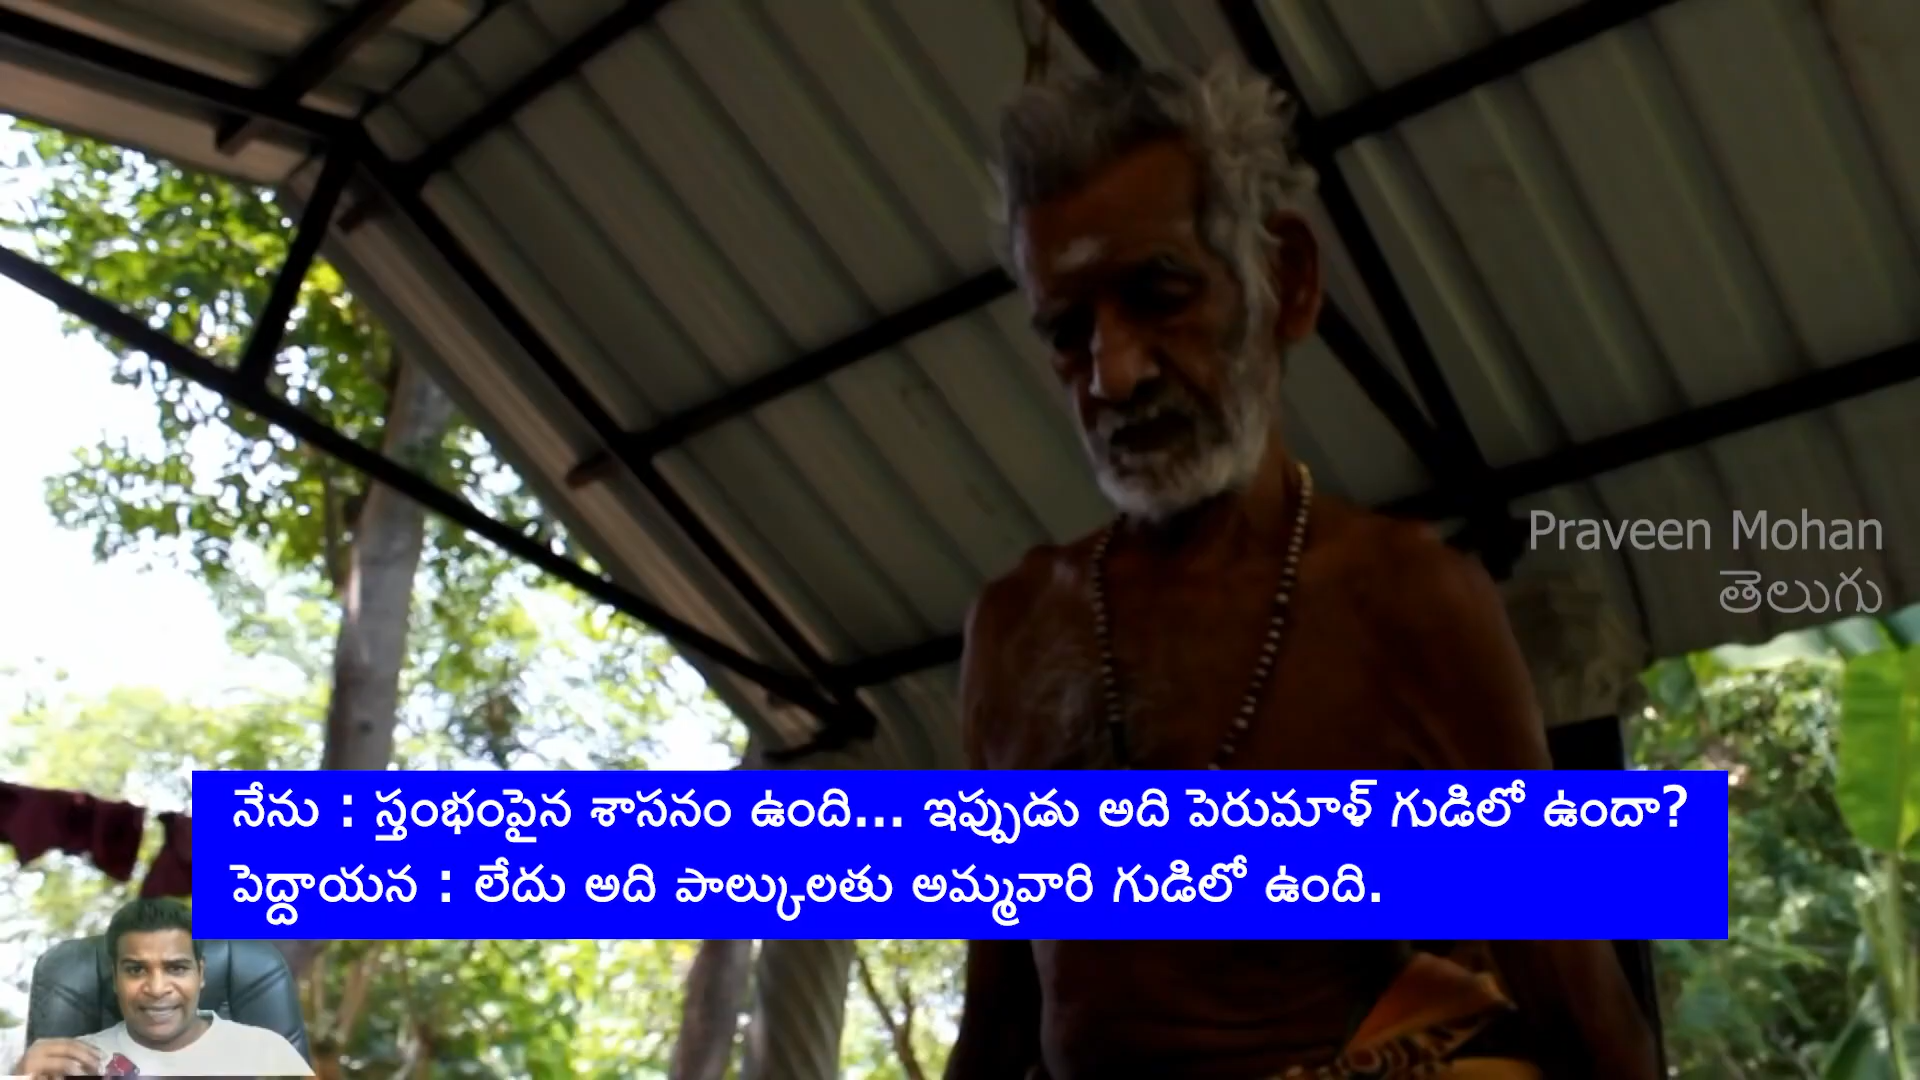 Praveen Mohan
తెలుగు
నేను : స్తంభంపైన శాసనం ఉంది... ఇప్పుడు అది పెరుమాళ్ గుడిలో ఉందా?
పెద్దాయన : లేదు అది పాల్కులతు అమ్మవారి గుడిలో ఉంది.